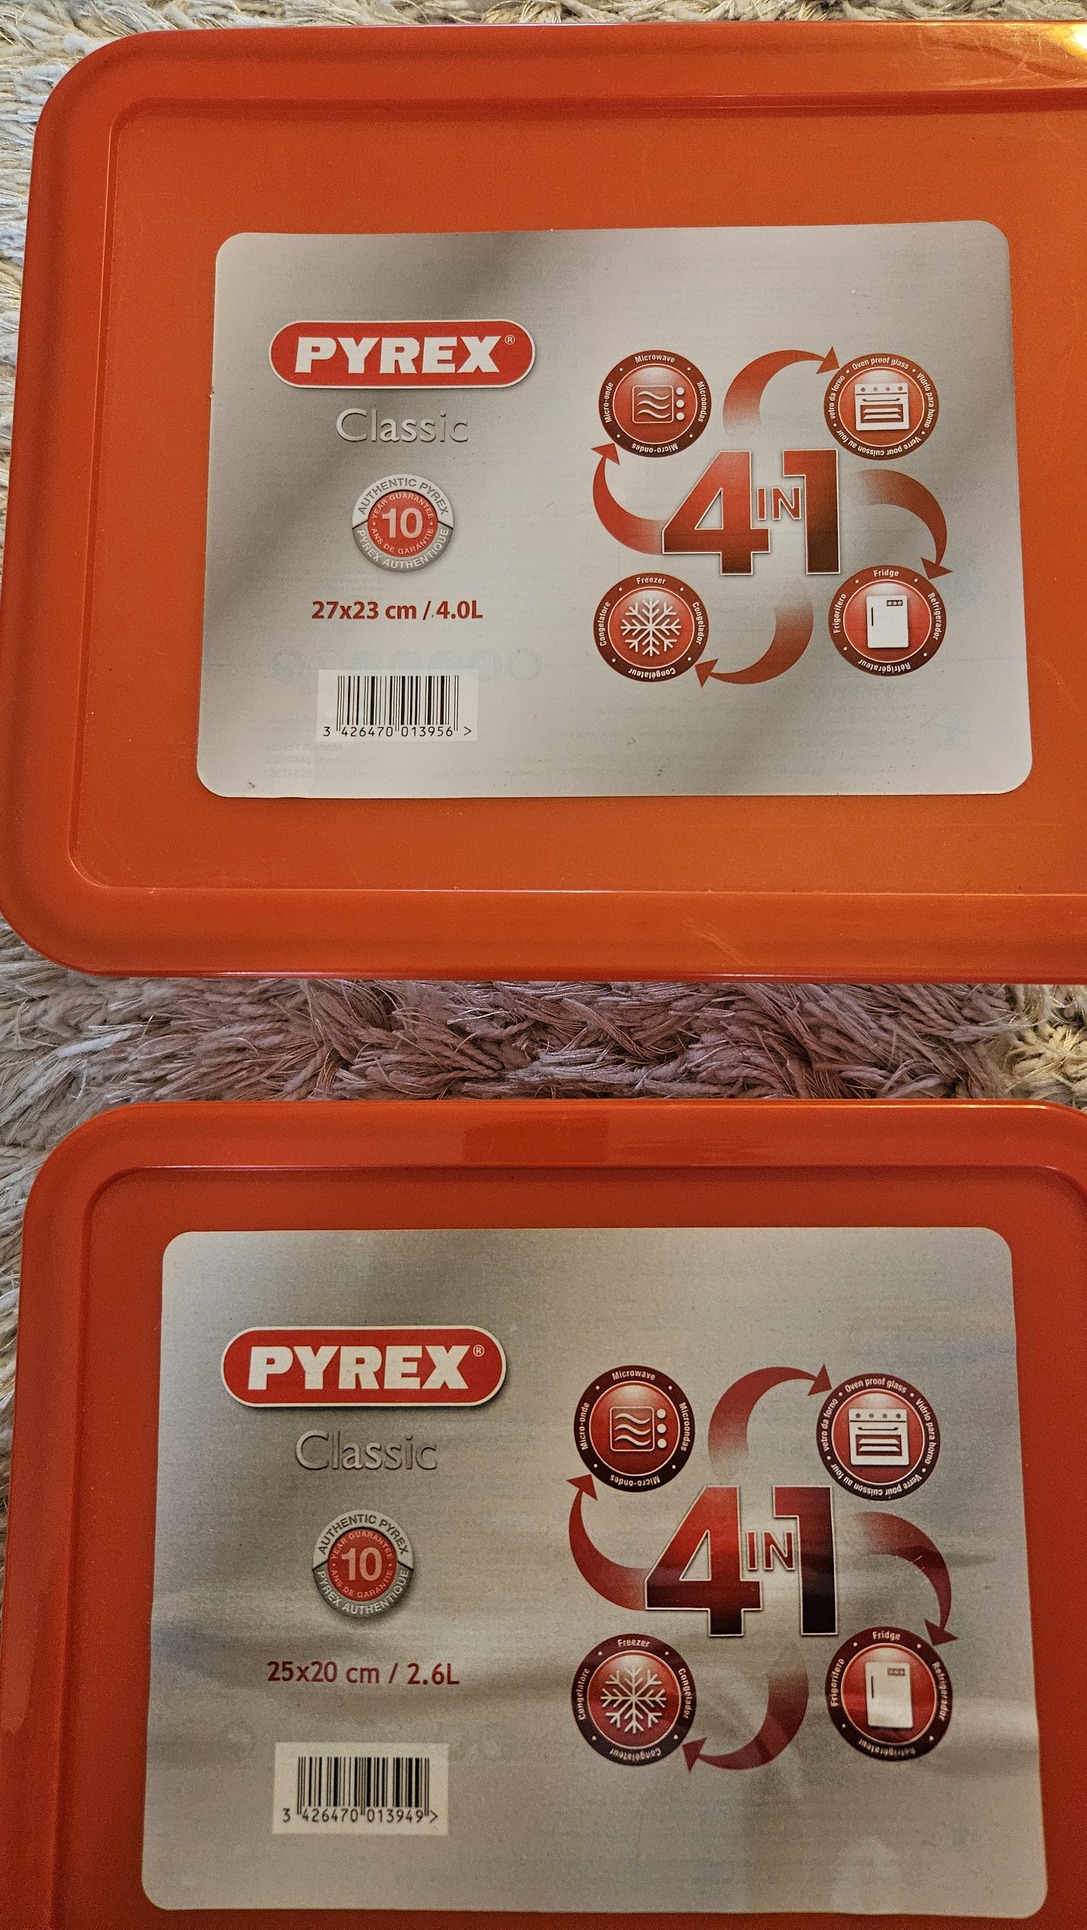 PYREX®
Classic
AUTHENTIC PYREX
YEAR GUARANTEE
10
ANS DE GARANTIE
PYREX AUTHENTIQUE
27x23 cm / 4.0L
3 426470 013956 >
Microwave • Microondas • Micro-ondes • Micro-onde
Oven proof glass • Vidrio para horno • Verre pour cuisson au four • vetro da forno
4 IN 1
Freezer • Congelador • Congélateur • Congelatore
Fridge • Refrigerador • Réfrigérateur • Frigorifero
PYREX®
Classic
AUTHENTIC PYREX
YEAR GUARANTEE
10
ANS DE GARANTIE
PYREX AUTHENTIQUE
25x20 cm / 2.6L
3 426470 013949 >
Microwave • Microondas • Micro-ondes • Micro-onde
Oven proof glass • Vidrio para horno • Verre pour cuisson au four • vetro da forno
4 IN 1
Freezer • Congelador • Congélateur • Congelatore
Fridge • Refrigerador • Réfrigérateur • Frigorifero